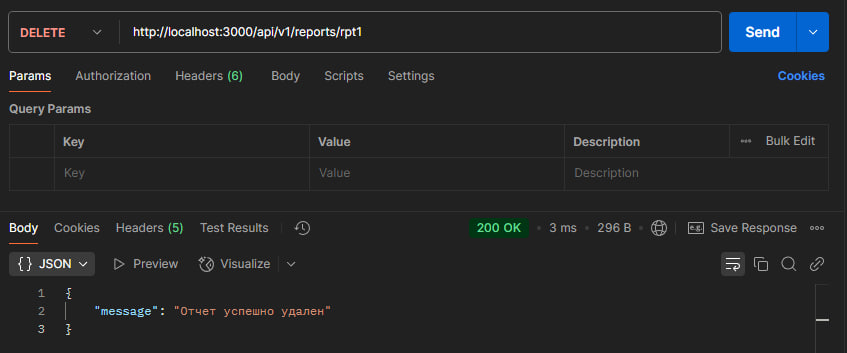 DELETE http://localhost:3000/api/v1/reports/rpt1 Send
Params Authorization Headers (6) Body Scripts Settings Cookies
Query Params
Key Value Description Bulk Edit
Key Value Description
Body Cookies Headers (5) Test Results 200 OK 3 ms 296 B e.g. Save Response
{} JSON Preview Visualize
1 {
2 "message": "Отчет успешно удален"
3 }